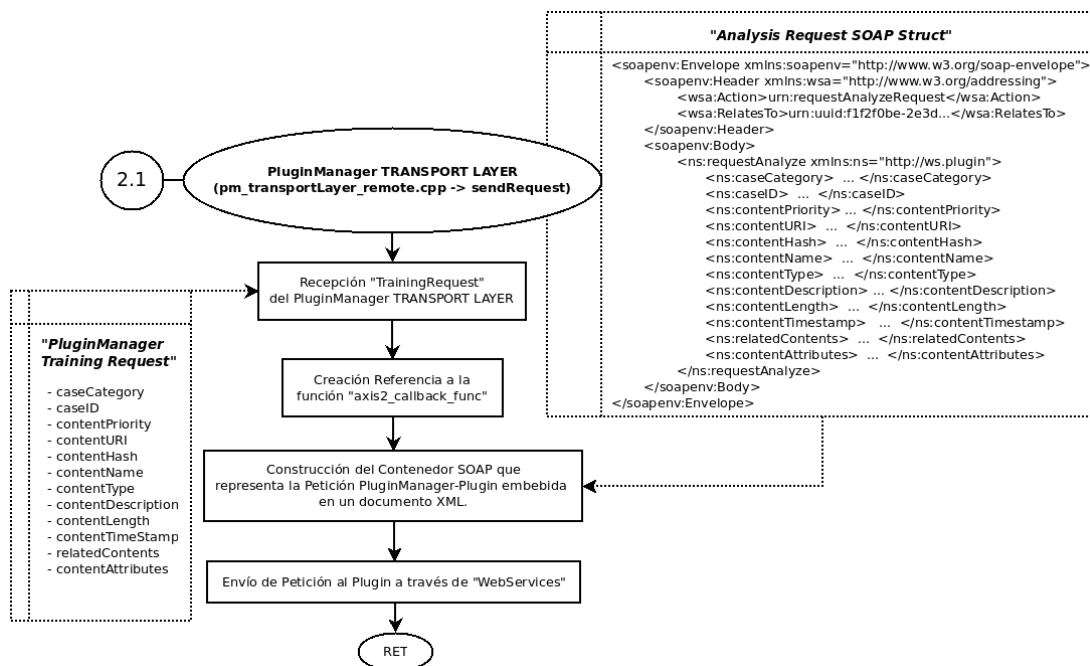 "Analysis Request SOAP Struct"
<soapenv:Envelope xmlns:soapenv="http://www.w3.org/soap-envelope">
<soapenv:Header xmlns:wsa="http://www.w3.org/addressing">
<wsa:Action>urn:requestAnalyzeRequest</wsa:Action>
<wsa:RelatesTo>urn:uuid:f1f2f0be-2e3d...</wsa:RelatesTo>
</soapenv:Header>
<soapenv:Body>
<ns:requestAnalyze xmlns:ns="http://ws.plugin">
<ns:caseCategory> ... </ns:caseCategory>
<ns:caseID> ... </ns:caseID>
<ns:contentPriority> ... </ns:contentPriority>
<ns:contentURI> ... </ns:contentURI>
<ns:contentHash> ... </ns:contentHash>
<ns:contentName> ... </ns:contentName>
<ns:contentType> ... </ns:contentType>
<ns:contentDescription> ... </ns:contentDescription>
<ns:contentLength> ... </ns:contentLength>
<ns:contentTimestamp> ... </ns:contentTimestamp>
<ns:relatedContents> ... </ns:relatedContents>
<ns:contentAttributes> ... </ns:contentAttributes>
</ns:requestAnalyze>
</soapenv:Body>
</soapenv:Envelope>
2.1
PluginManager TRANSPORT LAYER
(pm_transportLayer_remote.cpp -> sendRequest)
Recepción "TrainingRequest"
del PluginManager TRANSPORT LAYER
"PluginManager
Training Request"
- caseCategory
- caseID
- contentPriority
- contentURI
- contentHash
- contentName
- contentType
- contentDescription
- contentLength
- contentTimeStamp
- relatedContents
- contentAttributes
Creación Referencia a la
función "axis2_callback_func"
Construcción del Contenedor SOAP que
representa la Petición PluginManager-Plugin embebida
en un documento XML.
Envío de Petición al Plugin a través de "WebServices"
RET